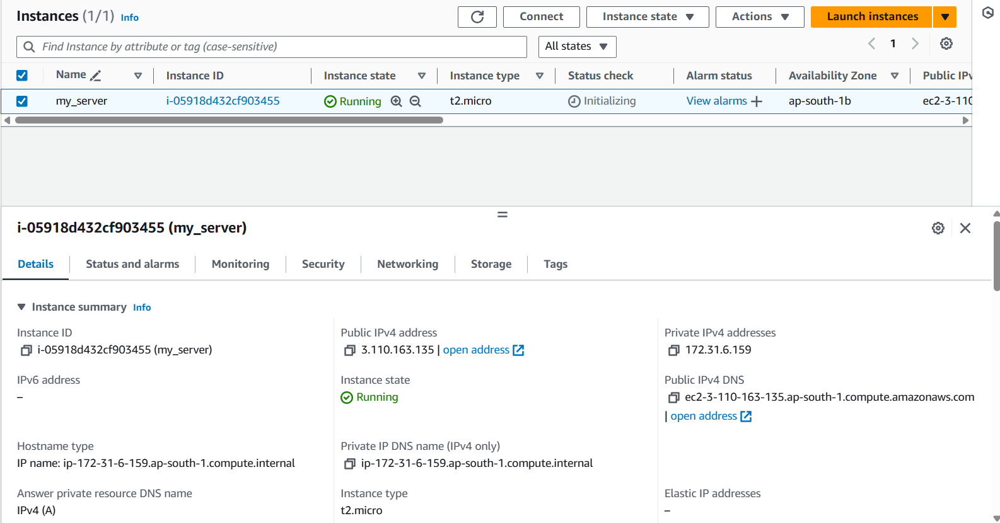 Instances (1/1) Info
Connect
Instance state
Actions
Launch instances
Find Instance by attribute or tag (case-sensitive)
All states
1
Name Instance ID Instance state Instance type Status check Alarm status Availability Zone Public IPv
my_server i-05918d432cf903455 Running t2.micro Initializing View alarms + ap-south-1b ec2-3-110
i-05918d432cf903455 (my_server)
Details Status and alarms Monitoring Security Networking Storage Tags
Instance summary Info
Instance ID
i-05918d432cf903455 (my_server)
Public IPv4 address
3.110.163.135 | open address
Private IPv4 addresses
172.31.6.159
IPv6 address
–
Instance state
Running
Public IPv4 DNS
ec2-3-110-163-135.ap-south-1.compute.amazonaws.com
| open address
Hostname type
IP name: ip-172-31-6-159.ap-south-1.compute.internal
Private IP DNS name (IPv4 only)
ip-172-31-6-159.ap-south-1.compute.internal
Answer private resource DNS name
IPv4 (A)
Instance type
t2.micro
Elastic IP addresses
–